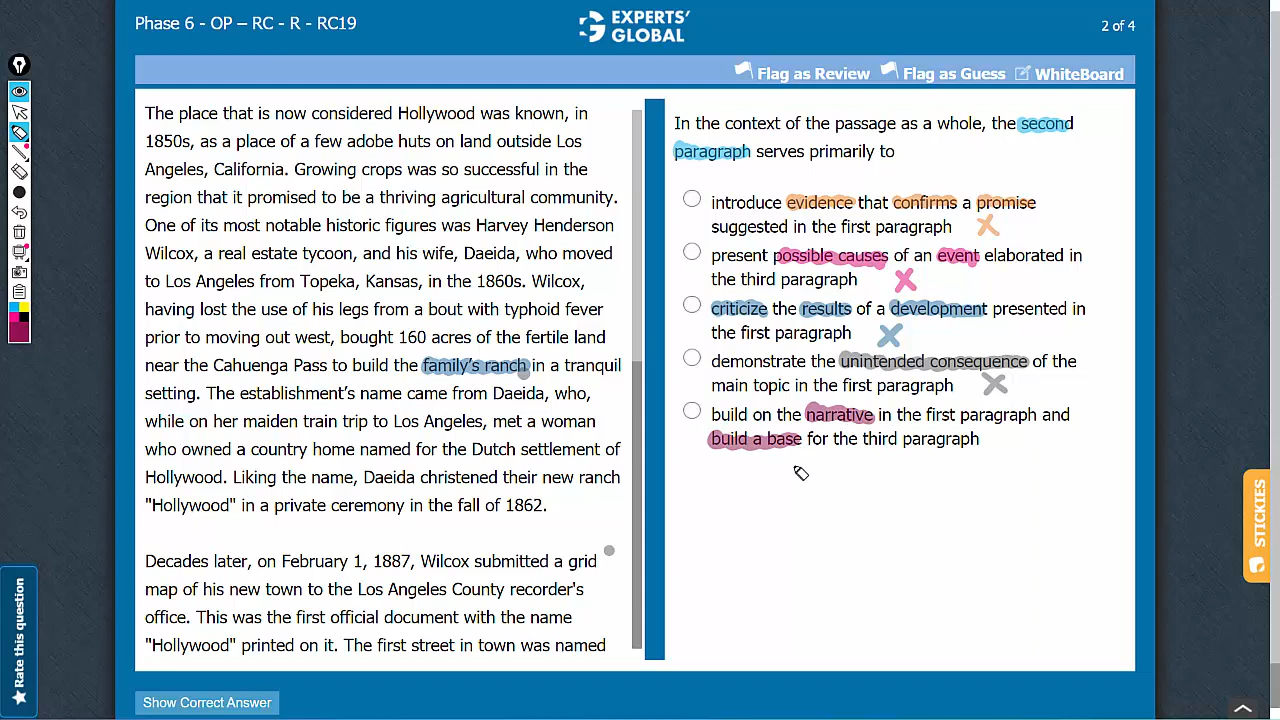 Phase 6 - OP – RC - R - RC19
EXPERTS'
GLOBAL
2 of 4
Flag as Review
Flag as Guess
WhiteBoard
The place that is now considered Hollywood was known, in
1850s, as a place of a few adobe huts on land outside Los
Angeles, California. Growing crops was so successful in the
region that it promised to be a thriving agricultural community.
One of its most notable historic figures was Harvey Henderson
Wilcox, a real estate tycoon, and his wife, Daeida, who moved
to Los Angeles from Topeka, Kansas, in the 1860s. Wilcox,
having lost the use of his legs from a bout with typhoid fever
prior to moving out west, bought 160 acres of the fertile land
near the Cahuenga Pass to build the family's ranch in a tranquil
setting. The establishment's name came from Daeida, who,
while on her maiden train trip to Los Angeles, met a woman
who owned a country home named for the Dutch settlement of
Hollywood. Liking the name, Daeida christened their new ranch
"Hollywood" in a private ceremony in the fall of 1862.
Decades later, on February 1, 1887, Wilcox submitted a grid
map of his new town to the Los Angeles County recorder's
office. This was the first official document with the name
"Hollywood" printed on it. The first street in town was named
In the context of the passage as a whole, the second
paragraph serves primarily to
introduce evidence that confirms a promise
suggested in the first paragraph
present possible causes of an event elaborated in
the third paragraph
criticize the results of a development presented in
the first paragraph
demonstrate the unintended consequence of the
main topic in the first paragraph
build on the narrative in the first paragraph and
build a base for the third paragraph
STICKIES
Rate this question
Show Correct Answer